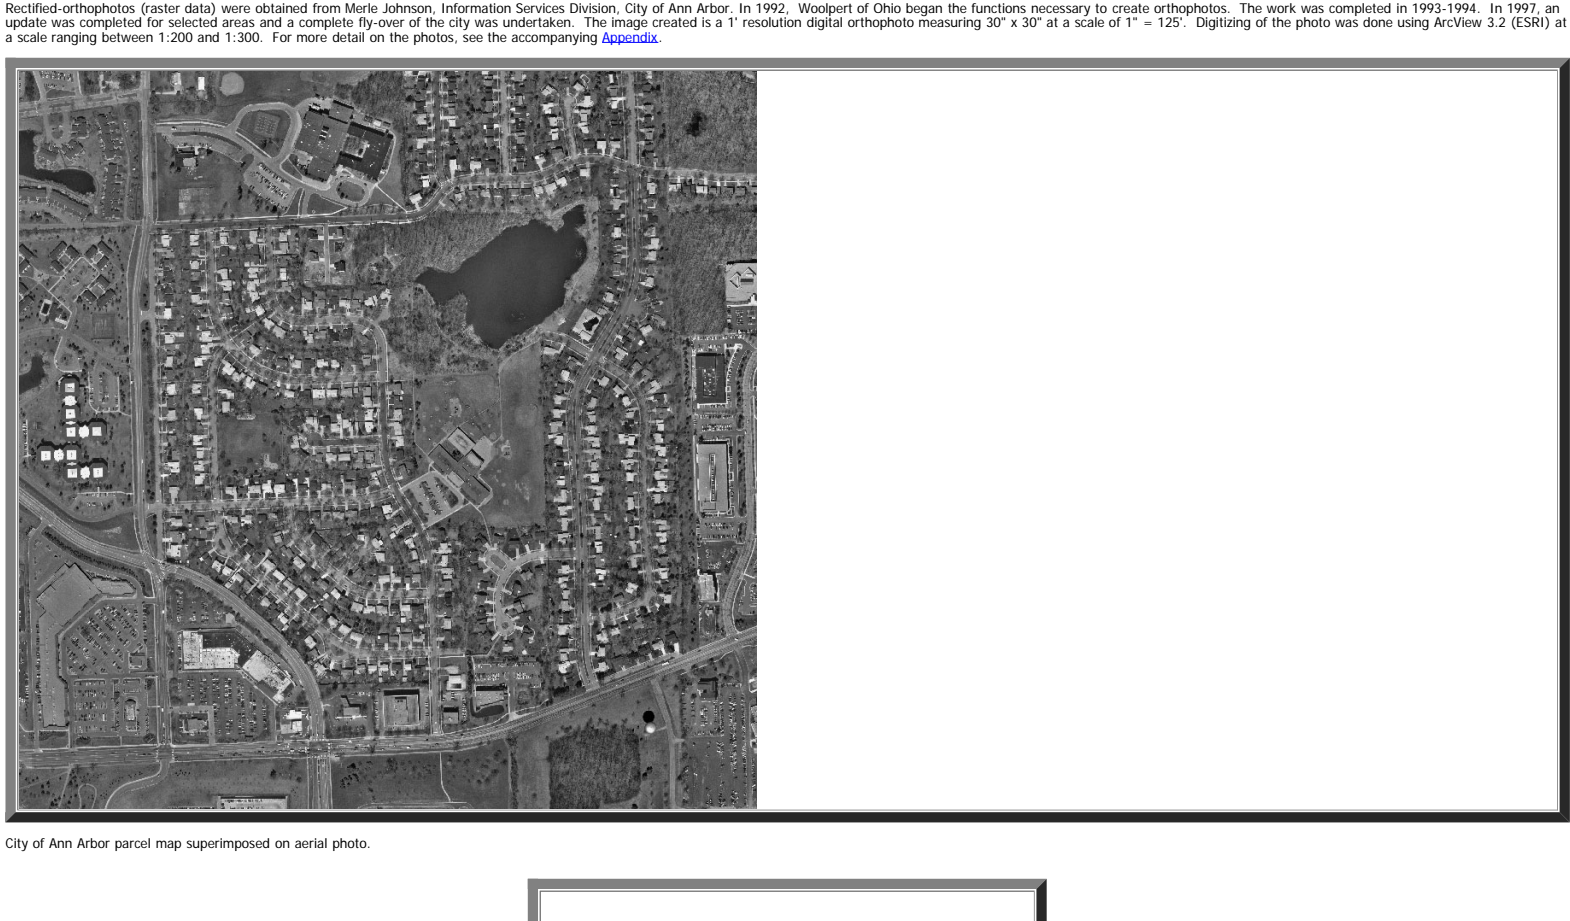 Rectified-orthophotos (raster data) were obtained from Merle Johnson, Information Services Division, City of Ann Arbor. In 1992, Woolpert of Ohio began the functions necessary to create orthophotos. The work was completed in 1993-1994. In 1997, an
update was completed for selected areas and a complete fly-over of the city was undertaken. The image created is a 1' resolution digital orthophoto measuring 30" x 30" at a scale of 1" = 125'. Digitizing of the photo was done using ArcView 3.2 (ESRI) at
a scale ranging between 1:200 and 1:300. For more detail on the photos, see the accompanying Appendix.
City of Ann Arbor parcel map superimposed on aerial photo.